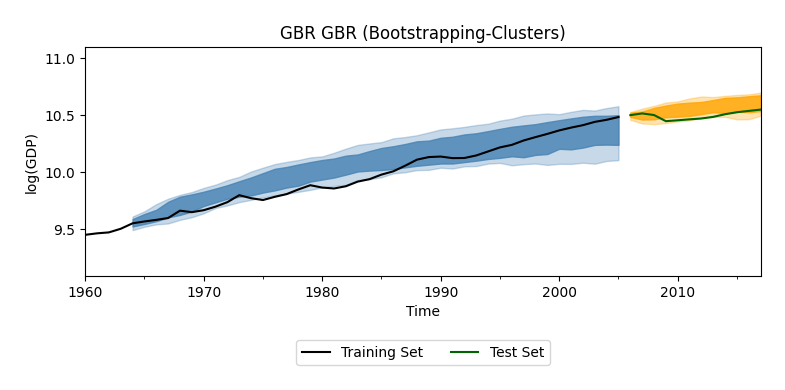 GBR GBR (Bootstrapping-Clusters)
11.0
10.5
10.0
9.5
log(GDP)
1960 1970 1980 1990 2000 2010
Time
Training Set Test Set